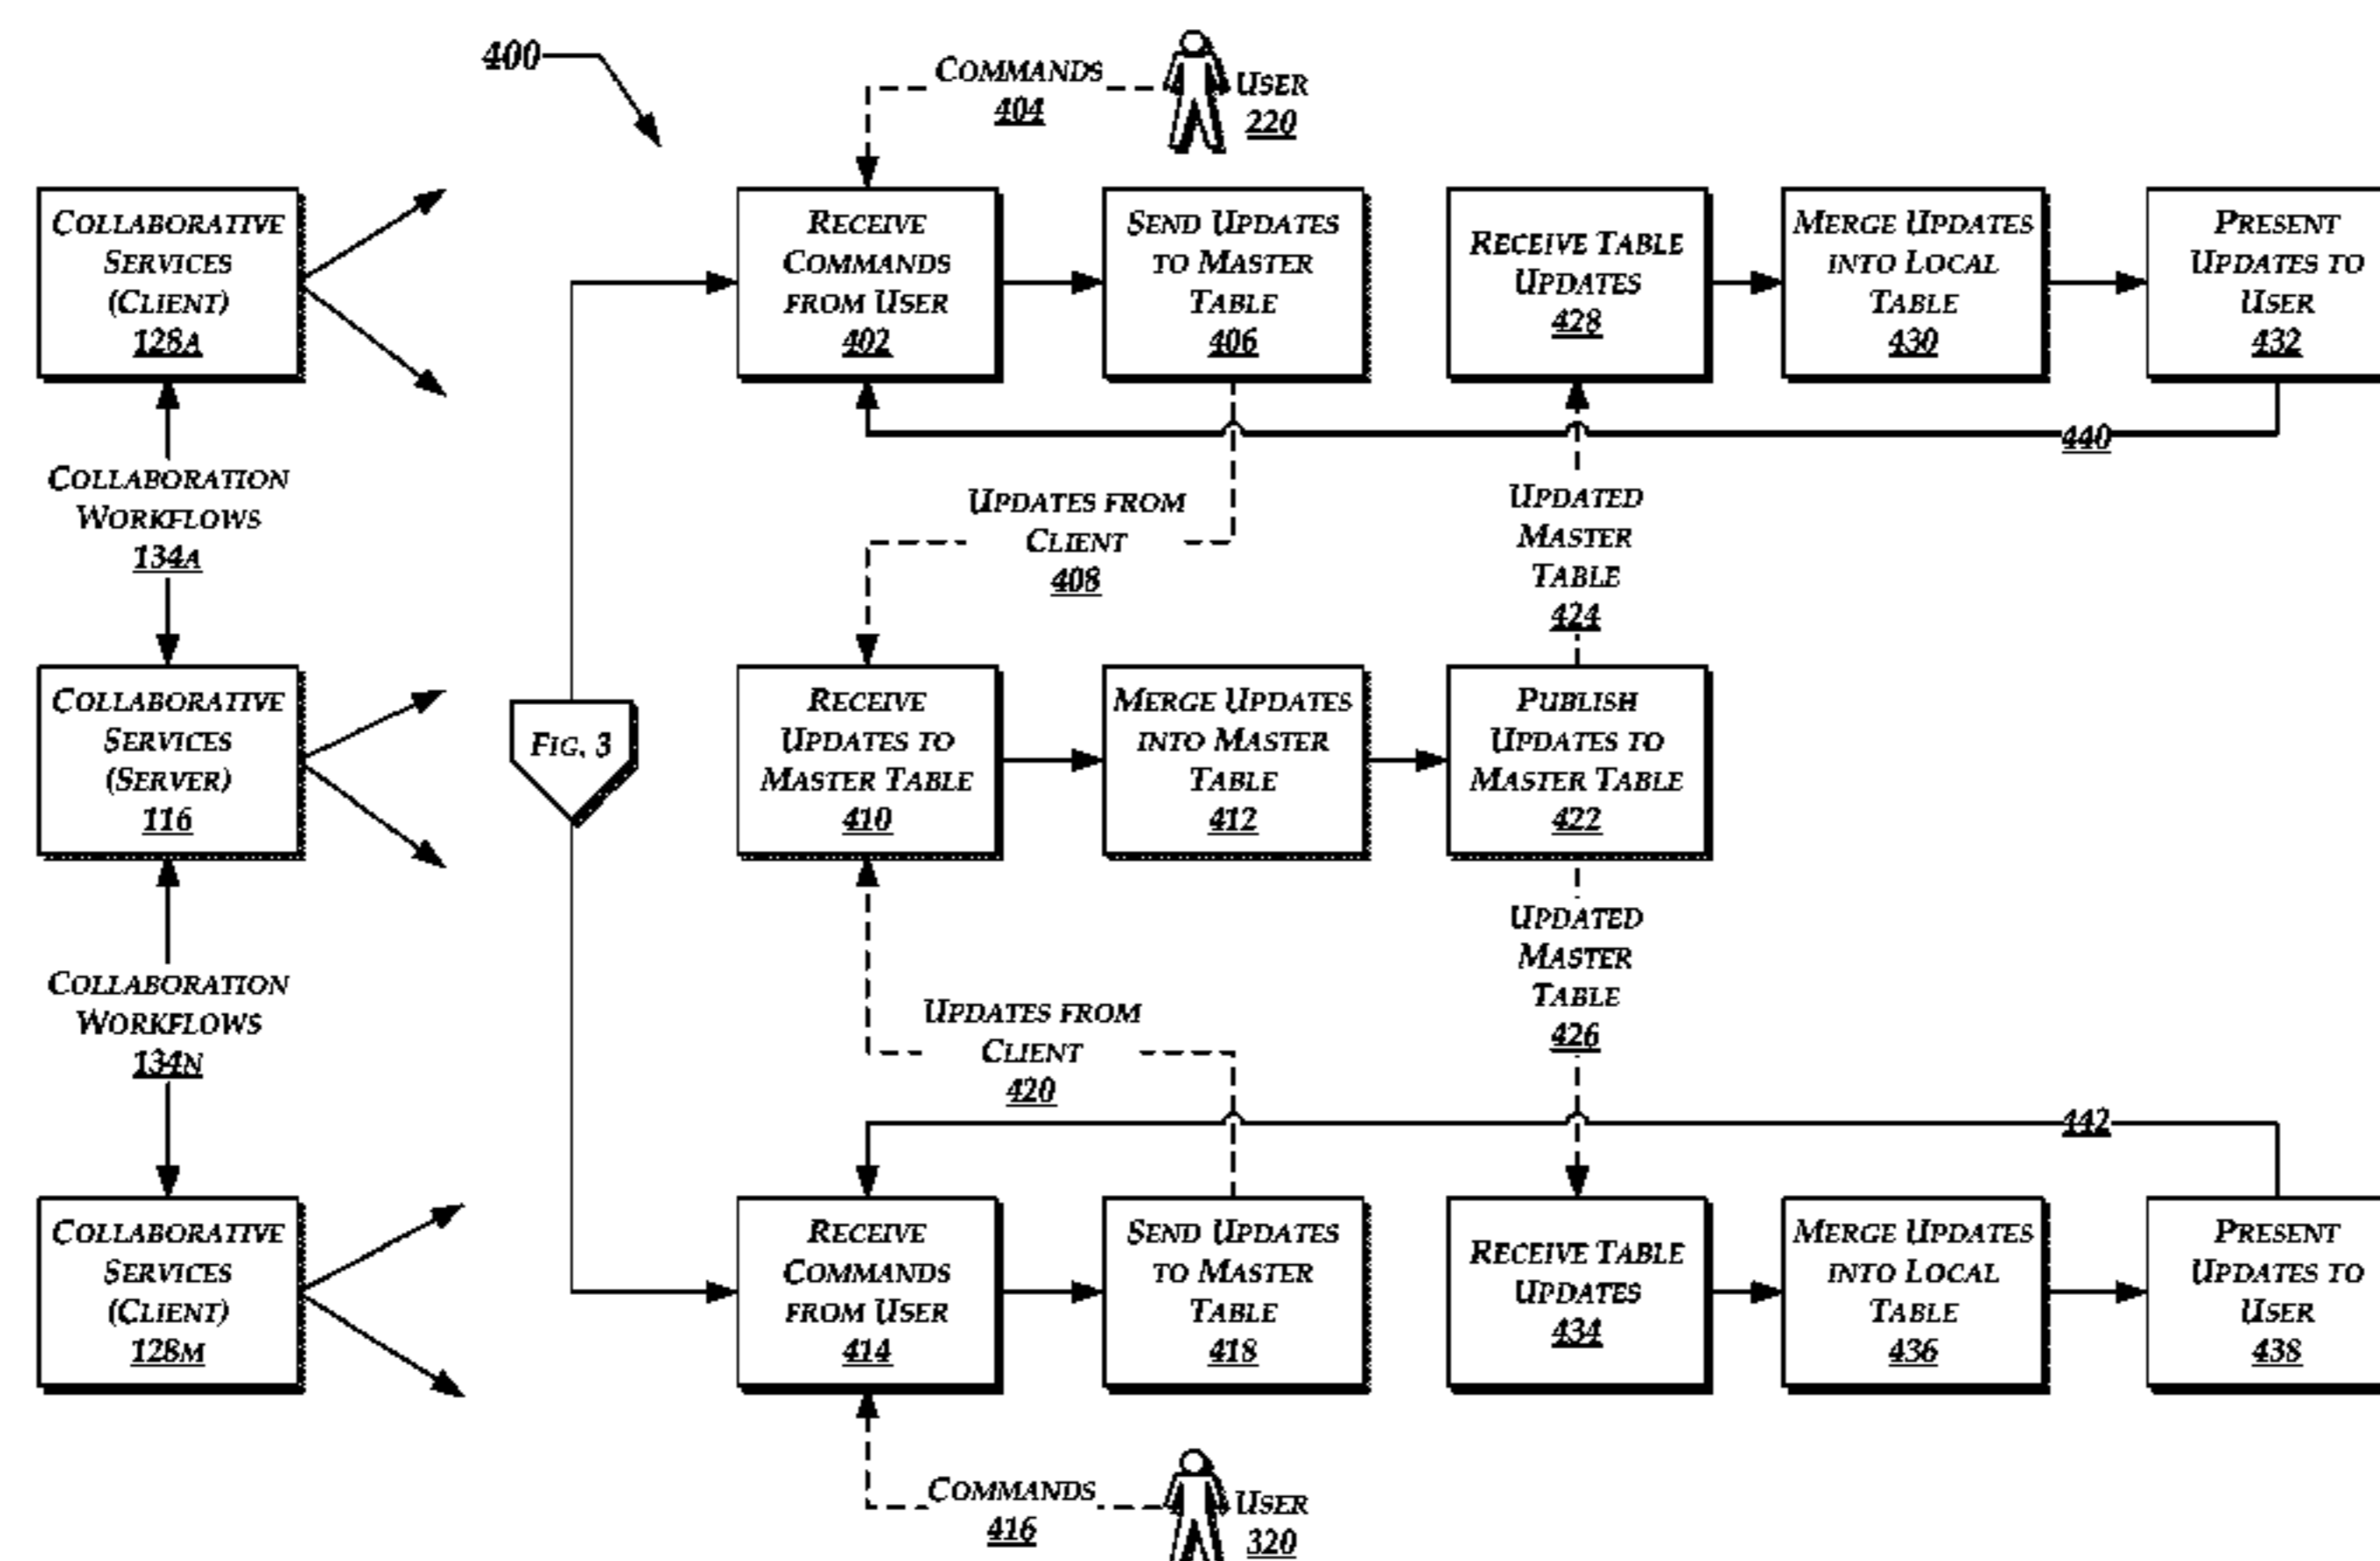 400
COMMANDS
404
USER
220
COLLABORATIVE
SERVICES
(CLIENT)
128A
RECEIVE
COMMANDS
FROM USER
402
SEND UPDATES
TO MASTER
TABLE
406
RECEIVE TABLE
UPDATES
428
MERGE UPDATES
INTO LOCAL
TABLE
430
PRESENT
UPDATES TO
USER
432
440
COLLABORATION
WORKFLOWS
134A
UPDATES FROM
CLIENT
408
UPDATED
MASTER
TABLE
424
COLLABORATIVE
SERVICES
(SERVER)
116
FIG. 3
RECEIVE
UPDATES TO
MASTER TABLE
410
MERGE UPDATES
INTO MASTER
TABLE
412
PUBLISH
UPDATES TO
MASTER TABLE
422
COLLABORATION
WORKFLOWS
134N
UPDATES FROM
CLIENT
420
UPDATED
MASTER
TABLE
426
442
COLLABORATIVE
SERVICES
(CLIENT)
128M
RECEIVE
COMMANDS
FROM USER
414
SEND UPDATES
TO MASTER
TABLE
418
RECEIVE TABLE
UPDATES
434
MERGE UPDATES
INTO LOCAL
TABLE
436
PRESENT
UPDATES TO
USER
438
COMMANDS
416
USER
320